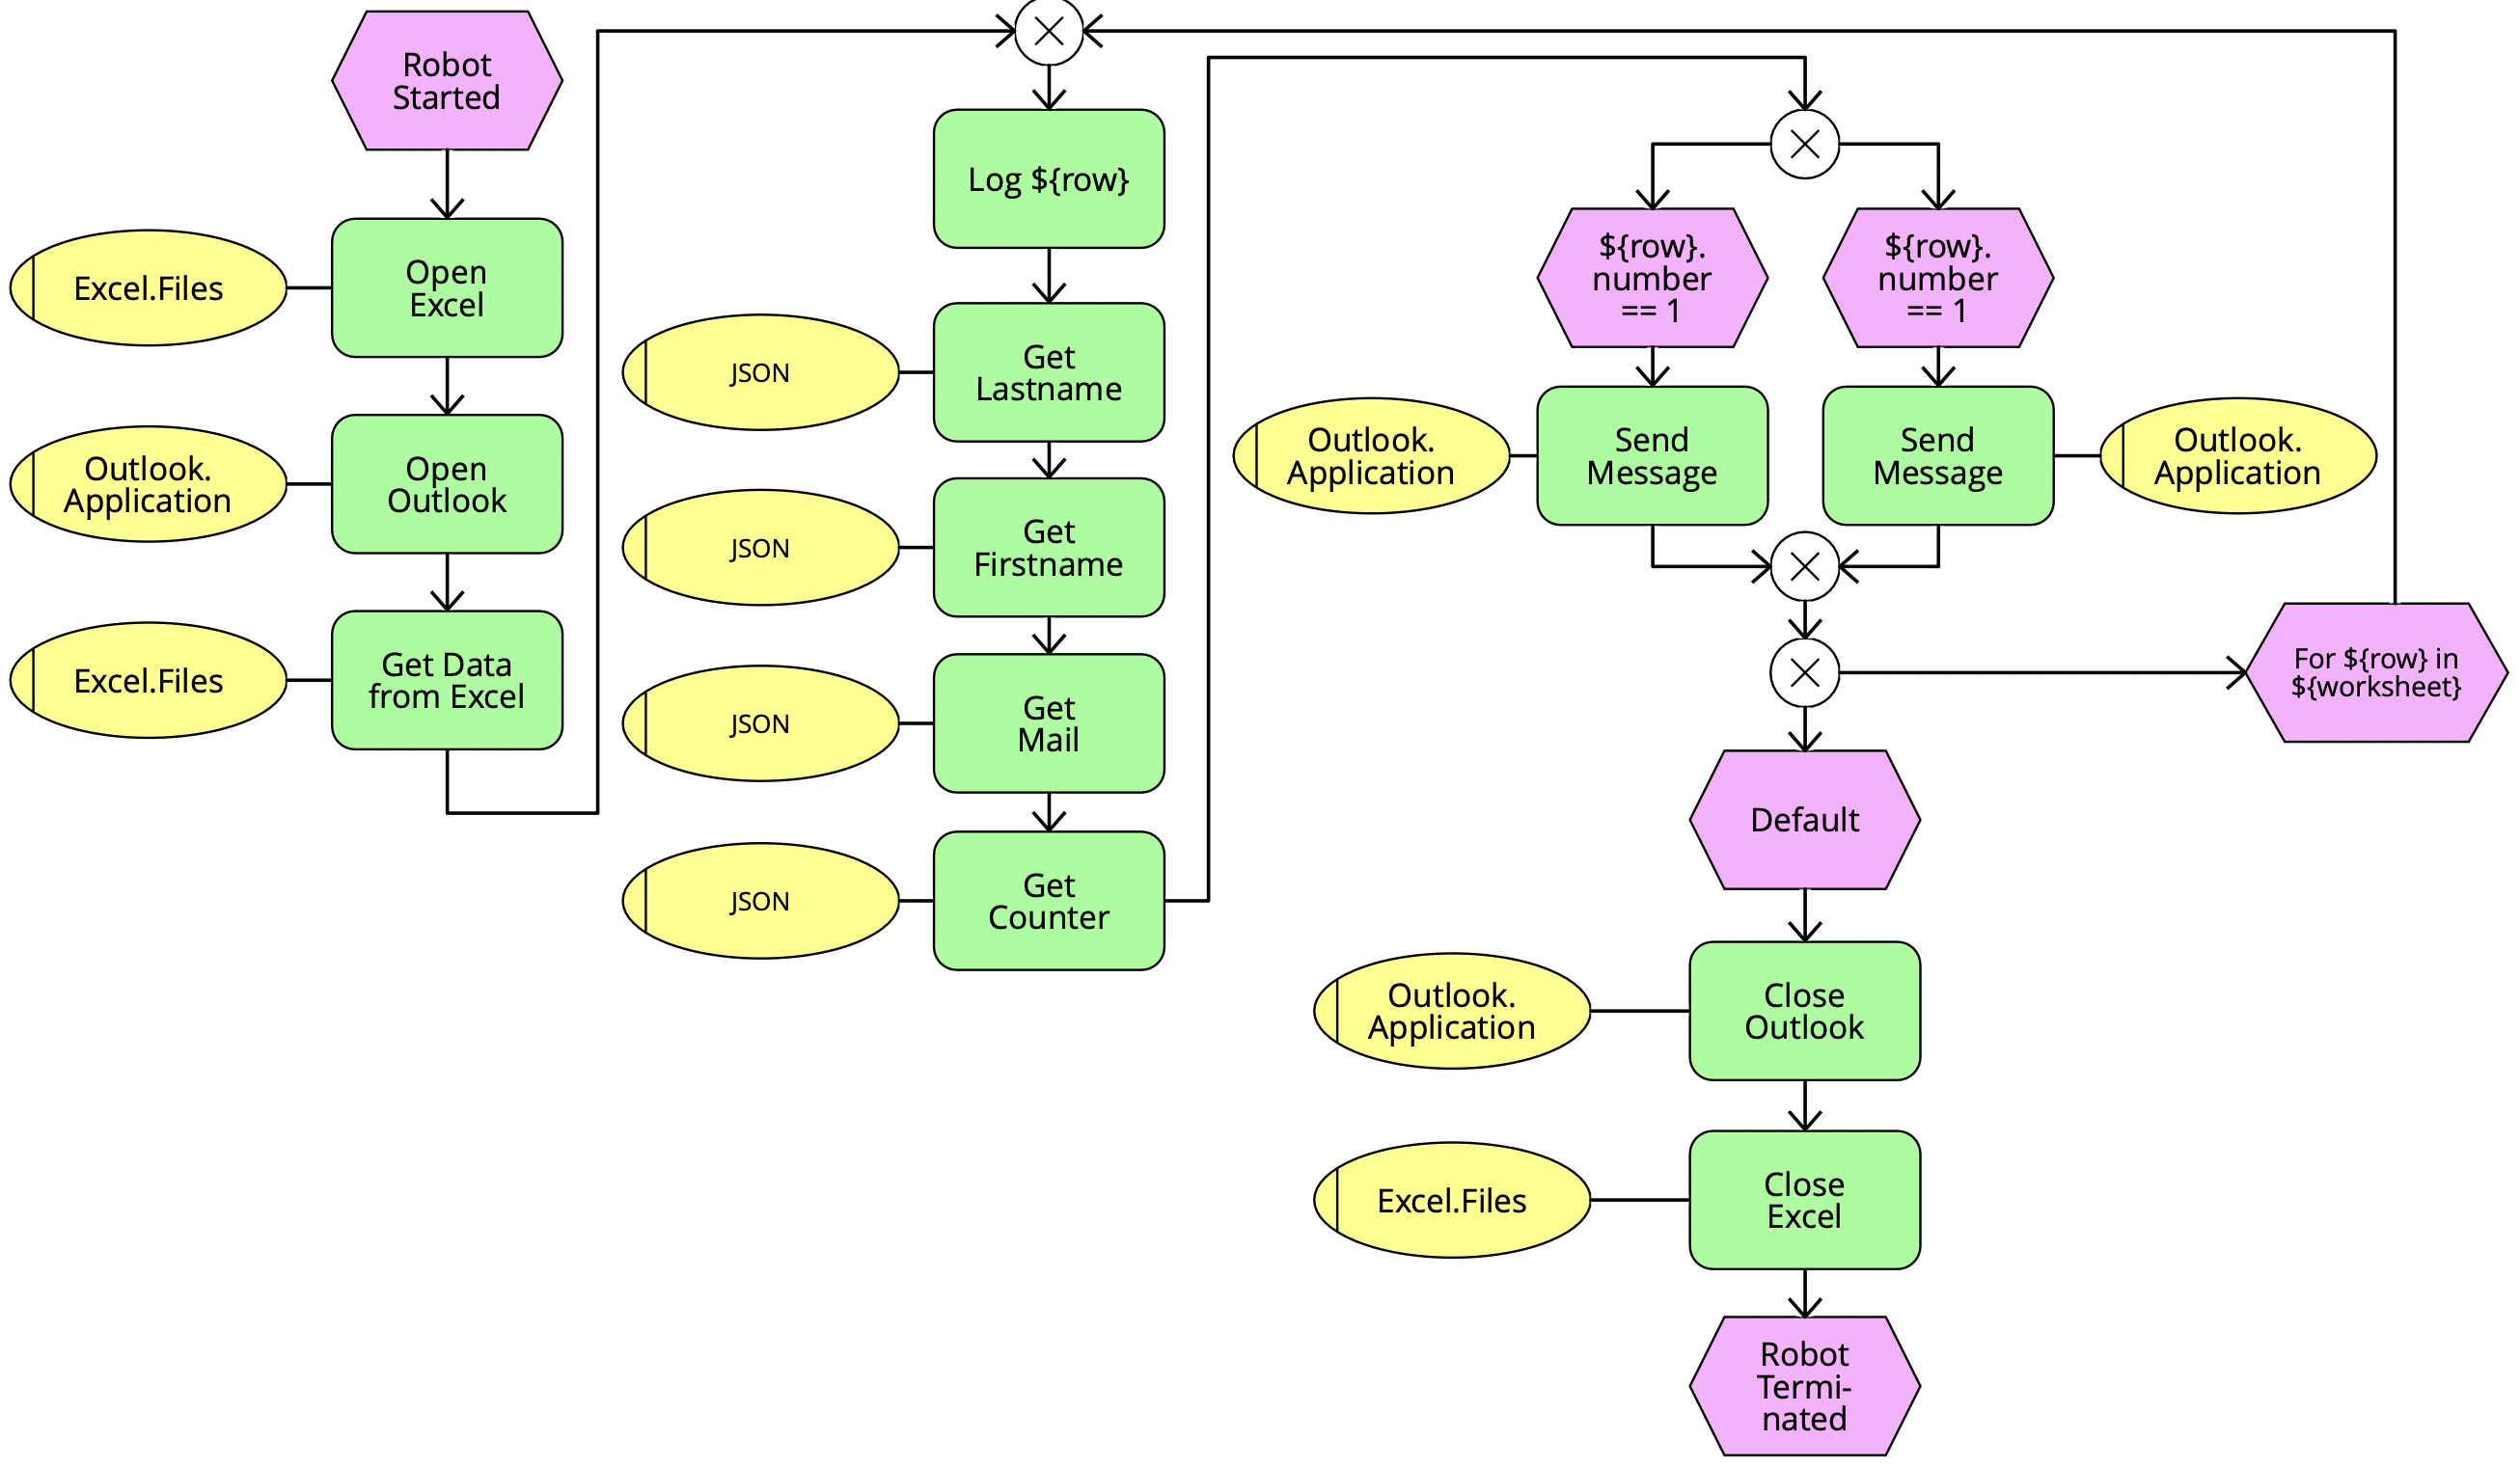 Robot
Started
Excel.Files
Open
Excel
Outlook.
Application
Open
Outlook
Excel.Files
Get Data
from Excel
Log ${row}
JSON
Get
Lastname
JSON
Get
Firstname
JSON
Get
Mail
JSON
Get
Counter
${row}.
number
== 1
${row}.
number
== 1
Outlook.
Application
Send
Message
Send
Message
Outlook.
Application
For ${row} in
${worksheet}
Default
Outlook.
Application
Close
Outlook
Excel.Files
Close
Excel
Robot
Termi-
nated